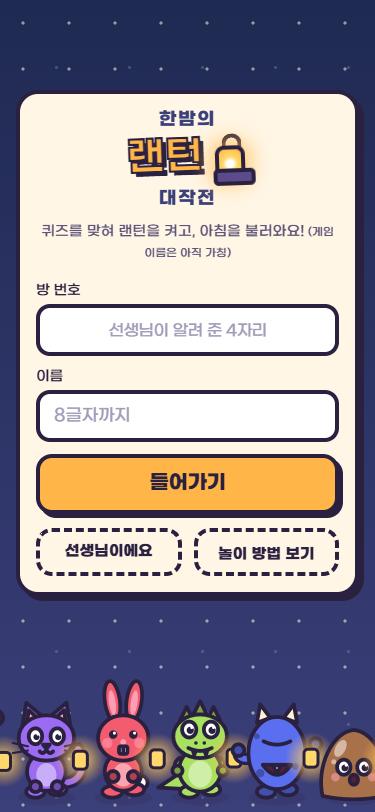 한밤의
랜턴
대작전
퀴즈를 맞혀 랜턴을 켜고, 아침을 불러와요! (게임
이름은 아직 가칭)
방 번호
선생님이 알려 준 4자리
이름
8글자까지
들어가기
선생님이에요
놀이 방법 보기